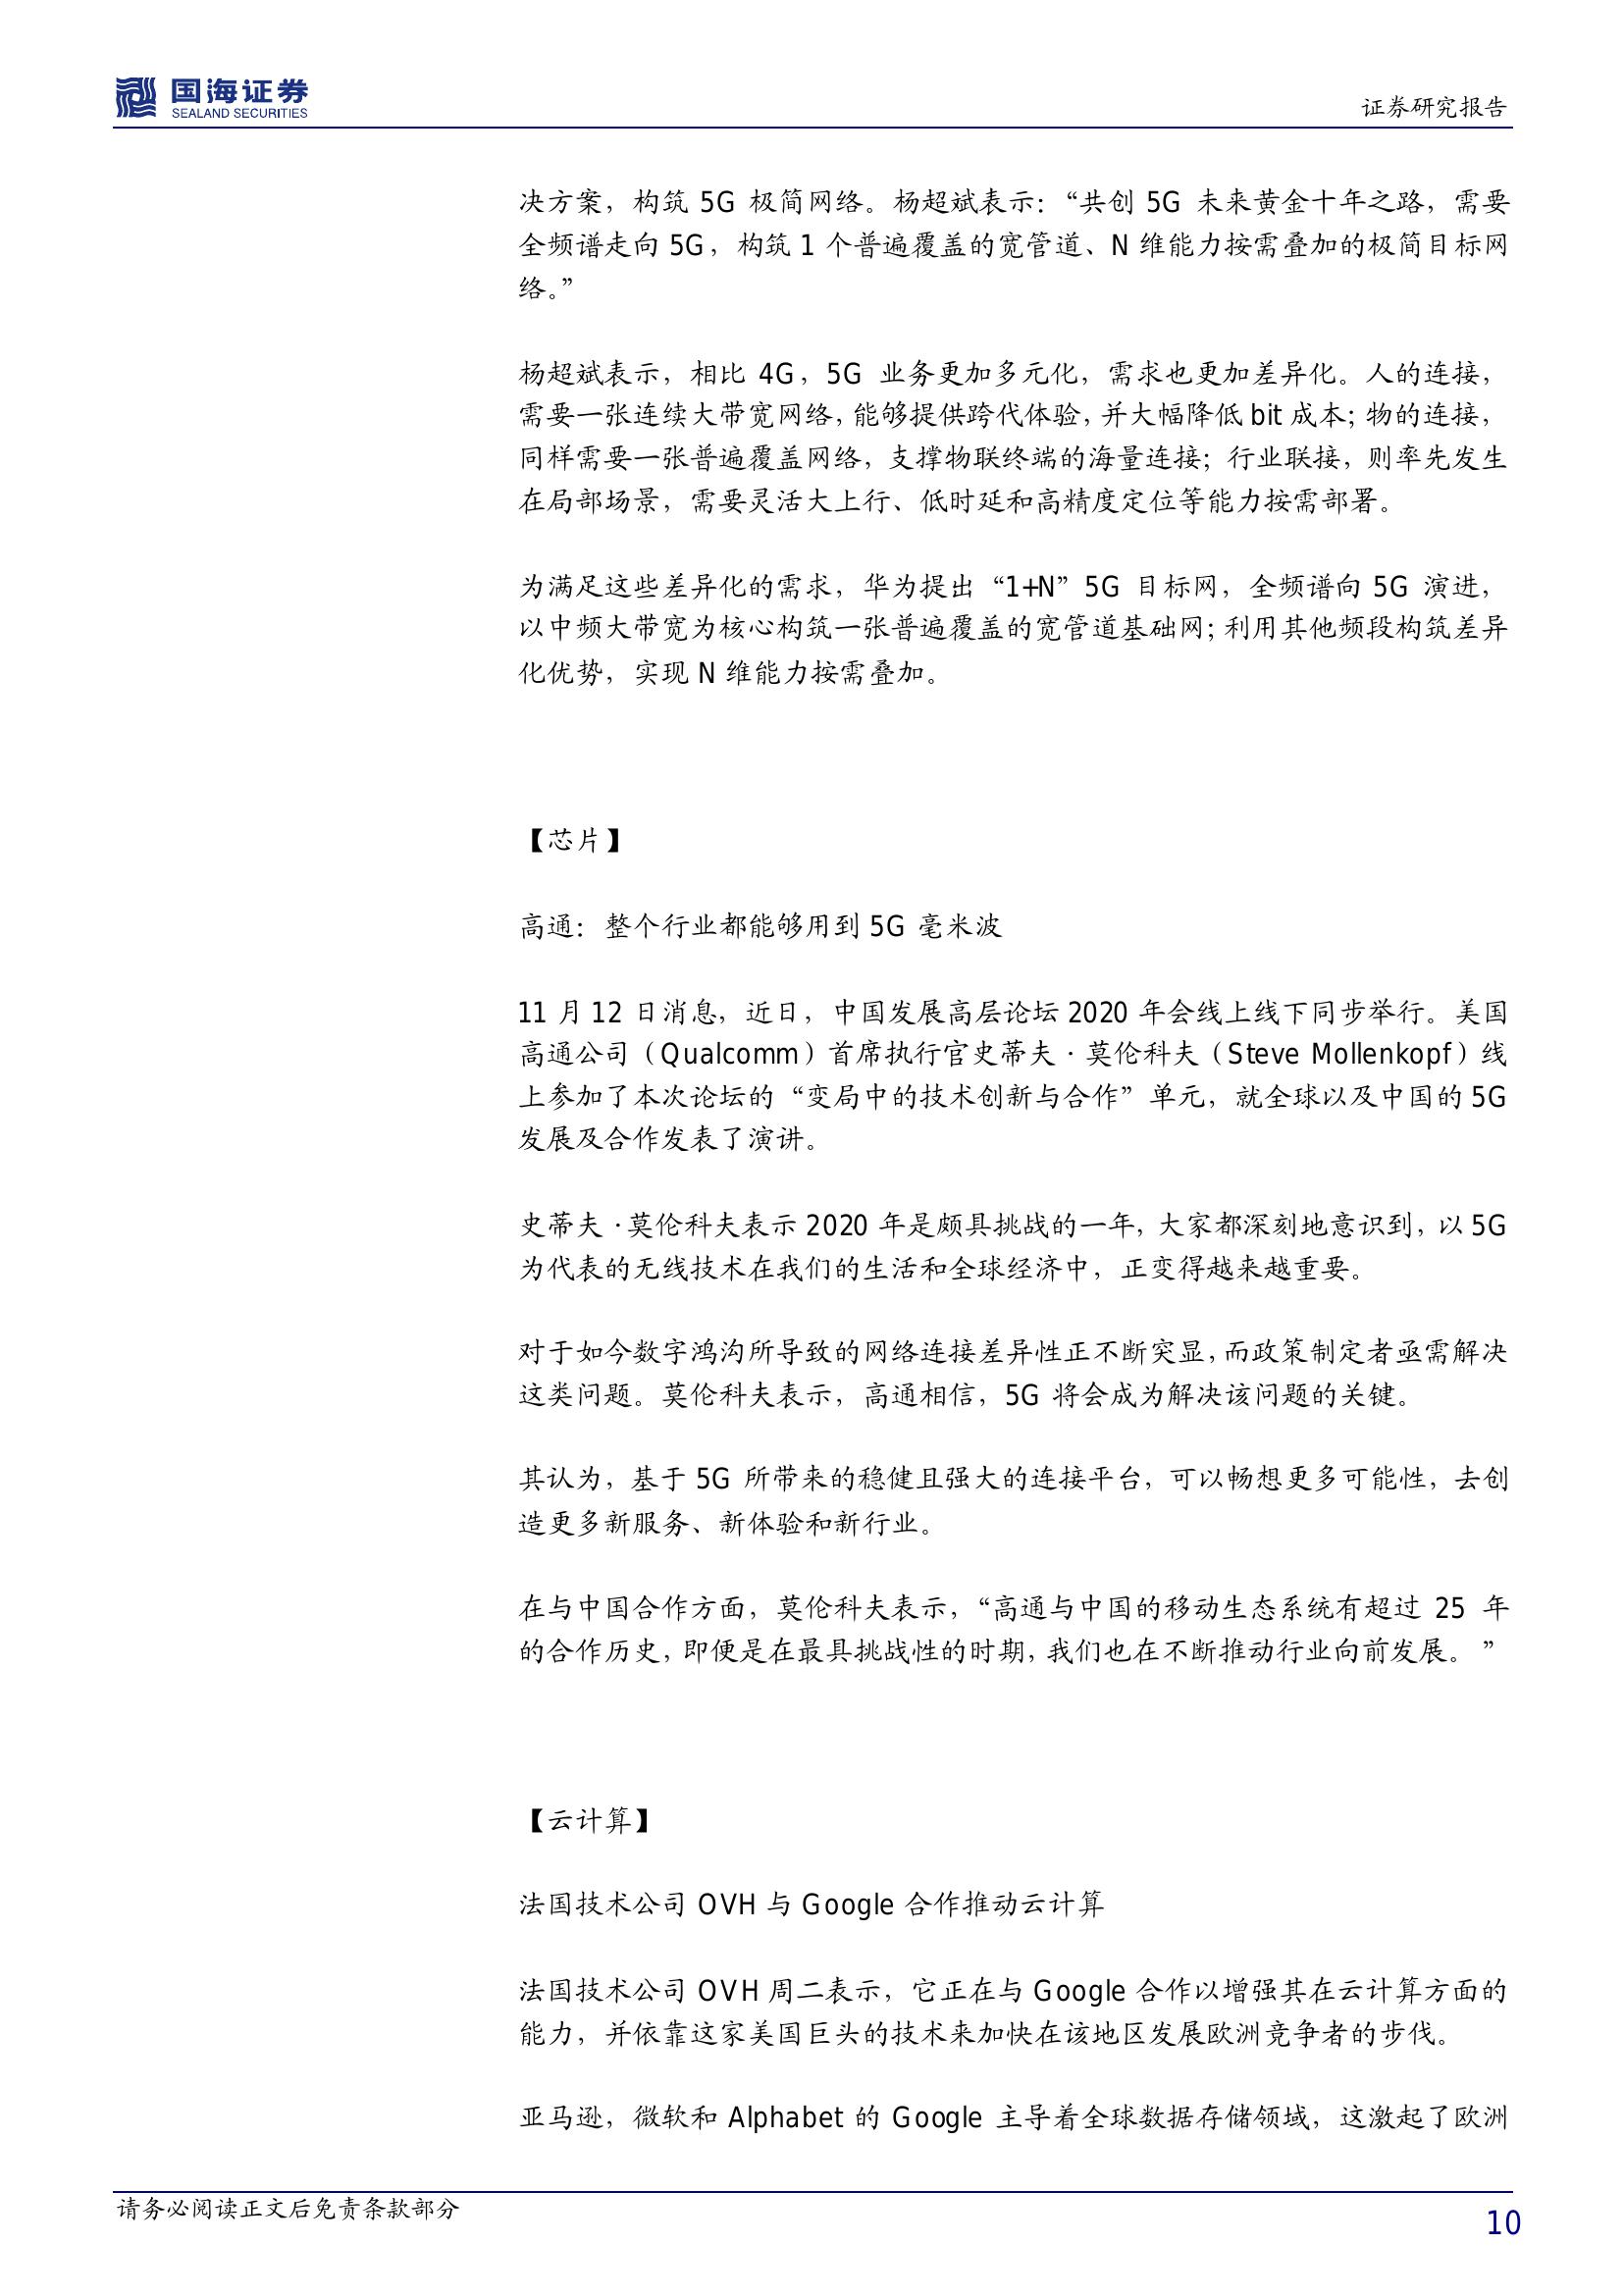 国海证券
SEALAND SECURITIES
证券研究报告
决方案，构筑 5G 极简网络。杨超斌表示：“共创 5G 未来黄金十年之路，需要
全频谱走向 5G，构筑 1 个普遍覆盖的宽管道、N 维能力按需叠加的极简目标网
络。”
杨超斌表示，相比 4G，5G 业务更加多元化，需求也更加差异化。人的连接，
需要一张连续大带宽网络，能够提供跨代体验，并大幅降低 bit 成本；物的连接，
同样需要一张普遍覆盖网络，支撑物联终端的海量连接；行业联接，则率先发生
在局部场景，需要灵活大上行、低时延和高精度定位等能力按需部署。
为满足这些差异化的需求，华为提出“1+N”5G 目标网，全频谱向 5G 演进，
以中频大带宽为核心构筑一张普遍覆盖的宽管道基础网；利用其他频段构筑差异
化优势，实现 N 维能力按需叠加。
【芯片】
高通：整个行业都能够用到 5G 毫米波
11 月 12 日消息，近日，中国发展高层论坛 2020 年会线上线下同步举行。美国
高通公司（Qualcomm）首席执行官史蒂夫·莫伦科夫（Steve Mollenkopf）线
上参加了本次论坛的“变局中的技术创新与合作”单元，就全球以及中国的 5G
发展及合作发表了演讲。
史蒂夫·莫伦科夫表示 2020 年是颇具挑战的一年，大家都深刻地意识到，以 5G
为代表的无线技术在我们的生活和全球经济中，正变得越来越重要。
对于如今数字鸿沟所导致的网络连接差异性正不断突显，而政策制定者亟需解决
这类问题。莫伦科夫表示，高通相信，5G 将会成为解决该问题的关键。
其认为，基于 5G 所带来的稳健且强大的连接平台，可以畅想更多可能性，去创
造更多新服务、新体验和新行业。
在与中国合作方面，莫伦科夫表示，“高通与中国的移动生态系统有超过 25 年
的合作历史，即便是在最具挑战性的时期，我们也在不断推动行业向前发展。”
【云计算】
法国技术公司 OVH 与 Google 合作推动云计算
法国技术公司 OVH 周二表示，它正在与 Google 合作以增强其在云计算方面的
能力，并依靠这家美国巨头的技术来加快在该地区发展欧洲竞争者的步伐。
亚马逊，微软和 Alphabet 的 Google 主导着全球数据存储领域，这激起了欧洲
请务必阅读正文后免责条款部分
10